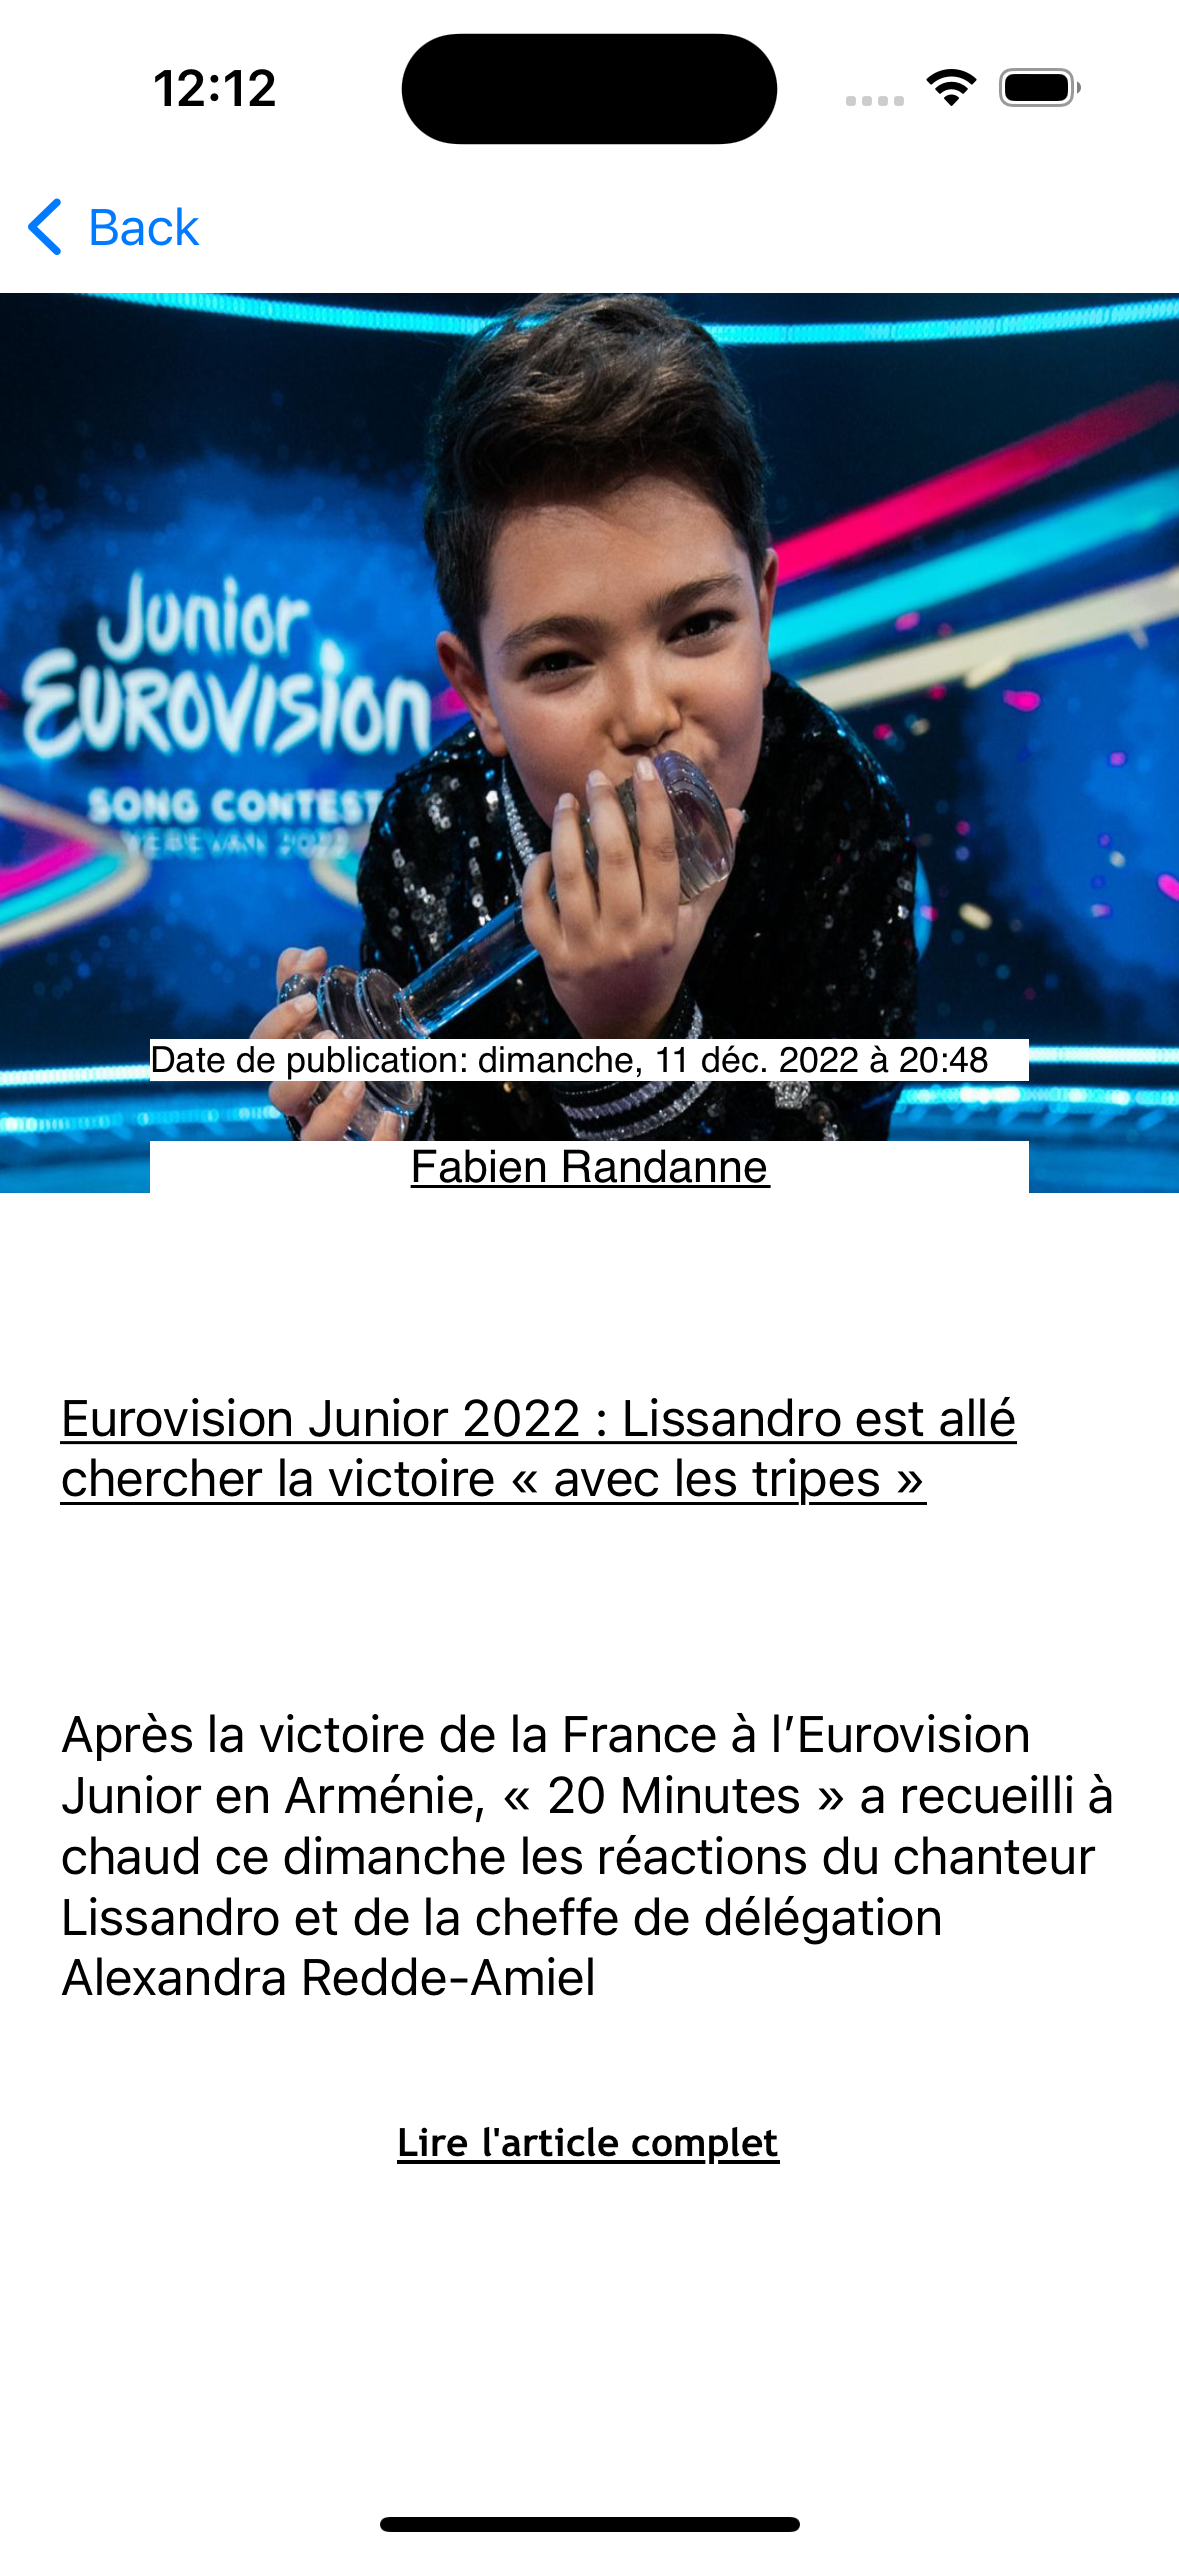 12:12
Back
Junior
EUROVISION
SONG CONTEST
YEREVAN 2022
Date de publication: dimanche, 11 déc. 2022 à 20:48
Fabien Randanne
Eurovision Junior 2022 : Lissandro est allé
chercher la victoire « avec les tripes »
Après la victoire de la France à l’Eurovision
Junior en Arménie, « 20 Minutes » a recueilli à
chaud ce dimanche les réactions du chanteur
Lissandro et de la cheffe de délégation
Alexandra Redde-Amiel
Lire l'article complet